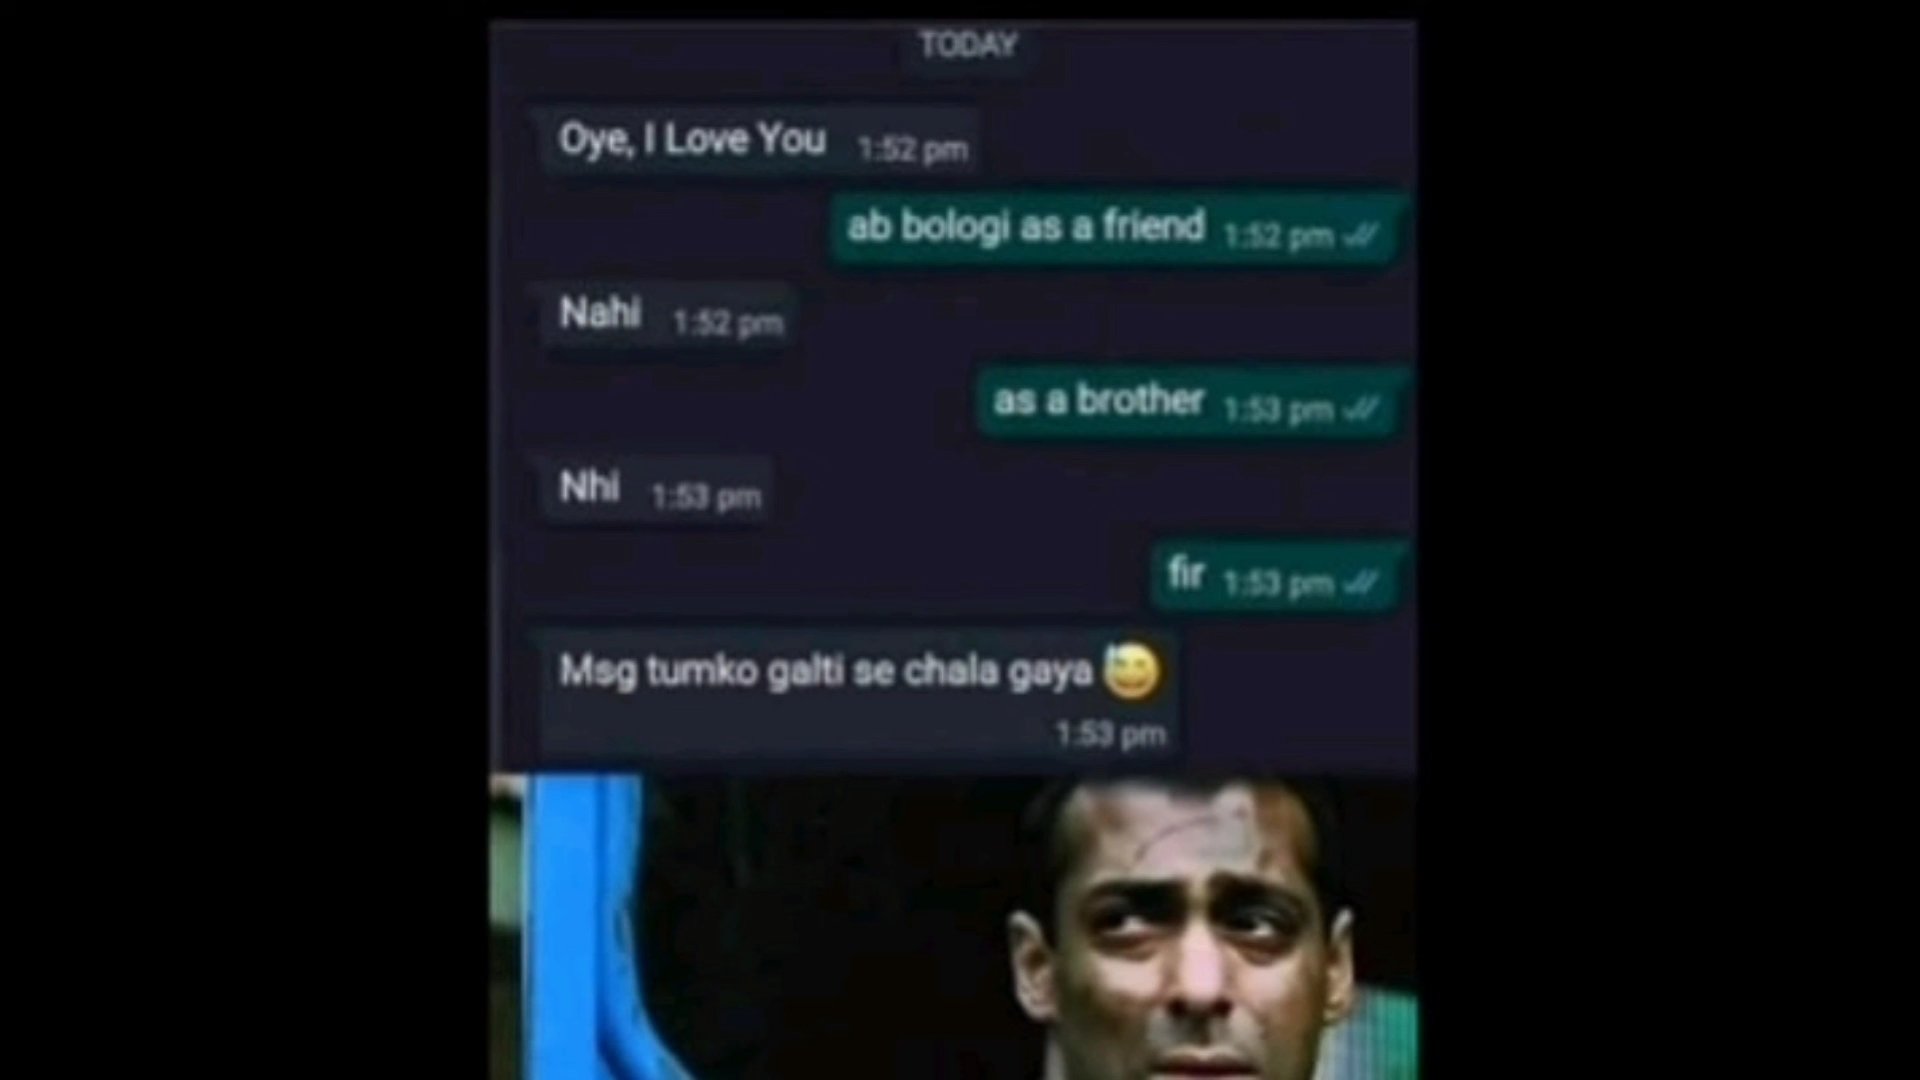 TODAY
Oye, I Love You 1:52 pm
ab bologi as a friend 1:52 pm
Nahi 1:52 pm
as a brother 1:53 pm
Nhi 1:53 pm
fir 1:53 pm
Msg tumko galti se chala gaya 😅
1:53 pm